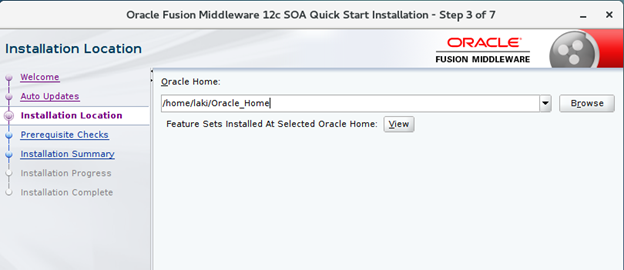 Oracle Fusion Middleware 12c SOA Quick Start Installation - Step 3 of 7
Installation Location
ORACLE
FUSION MIDDLEWARE
Welcome
Auto Updates
Installation Location
Prerequisite Checks
Installation Summary
Installation Progress
Installation Complete
Oracle Home:
/home/laki/Oracle_Home
Browse
Feature Sets Installed At Selected Oracle Home: View